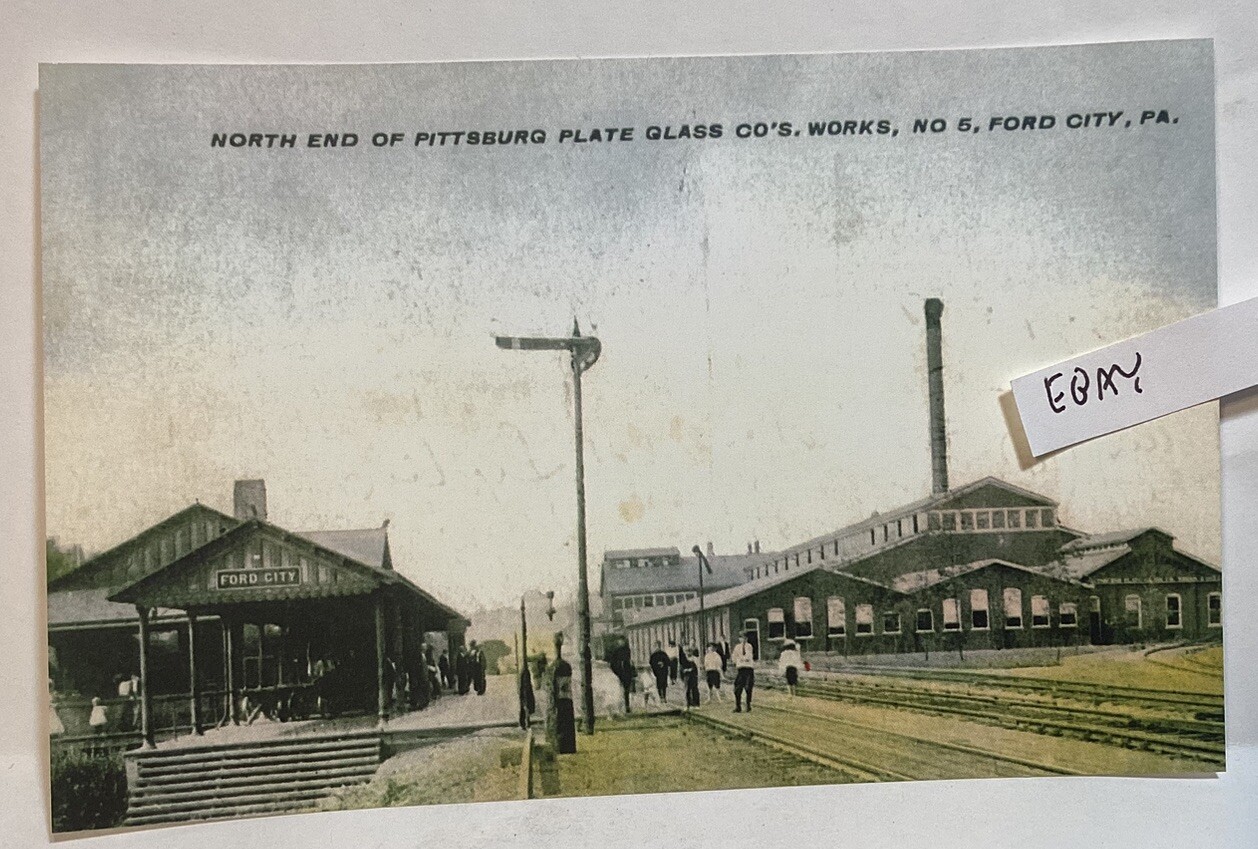 NORTH END OF PITTSBURG PLATE GLASS CO'S. WORKS, NO 5, FORD CITY, PA.
EBAY
FORD CITY